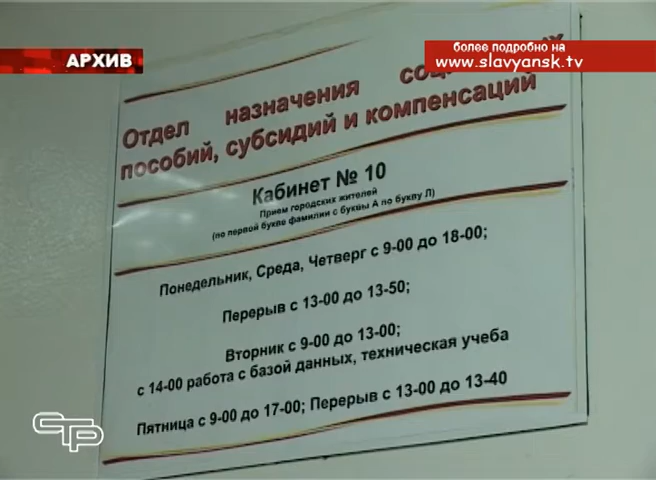 АРХИВ
более подробно на
www.slavyansk.tv
Отдел назначения
пособий, субсидий и компенсаций
Кабинет № 10
Прием городских жителей
(по первой букве фамилии с буквы А по букву Л)
Понедельник, Среда, Четверг с 9-00 до 18-00;
Перерыв с 13-00 до 13-50;
Вторник с 9-00 до 13-00;
с 14-00 работа с базой данных, техническая учеба
Пятница с 9-00 до 17-00; Перерыв с 13-00 до 13-40
СТР